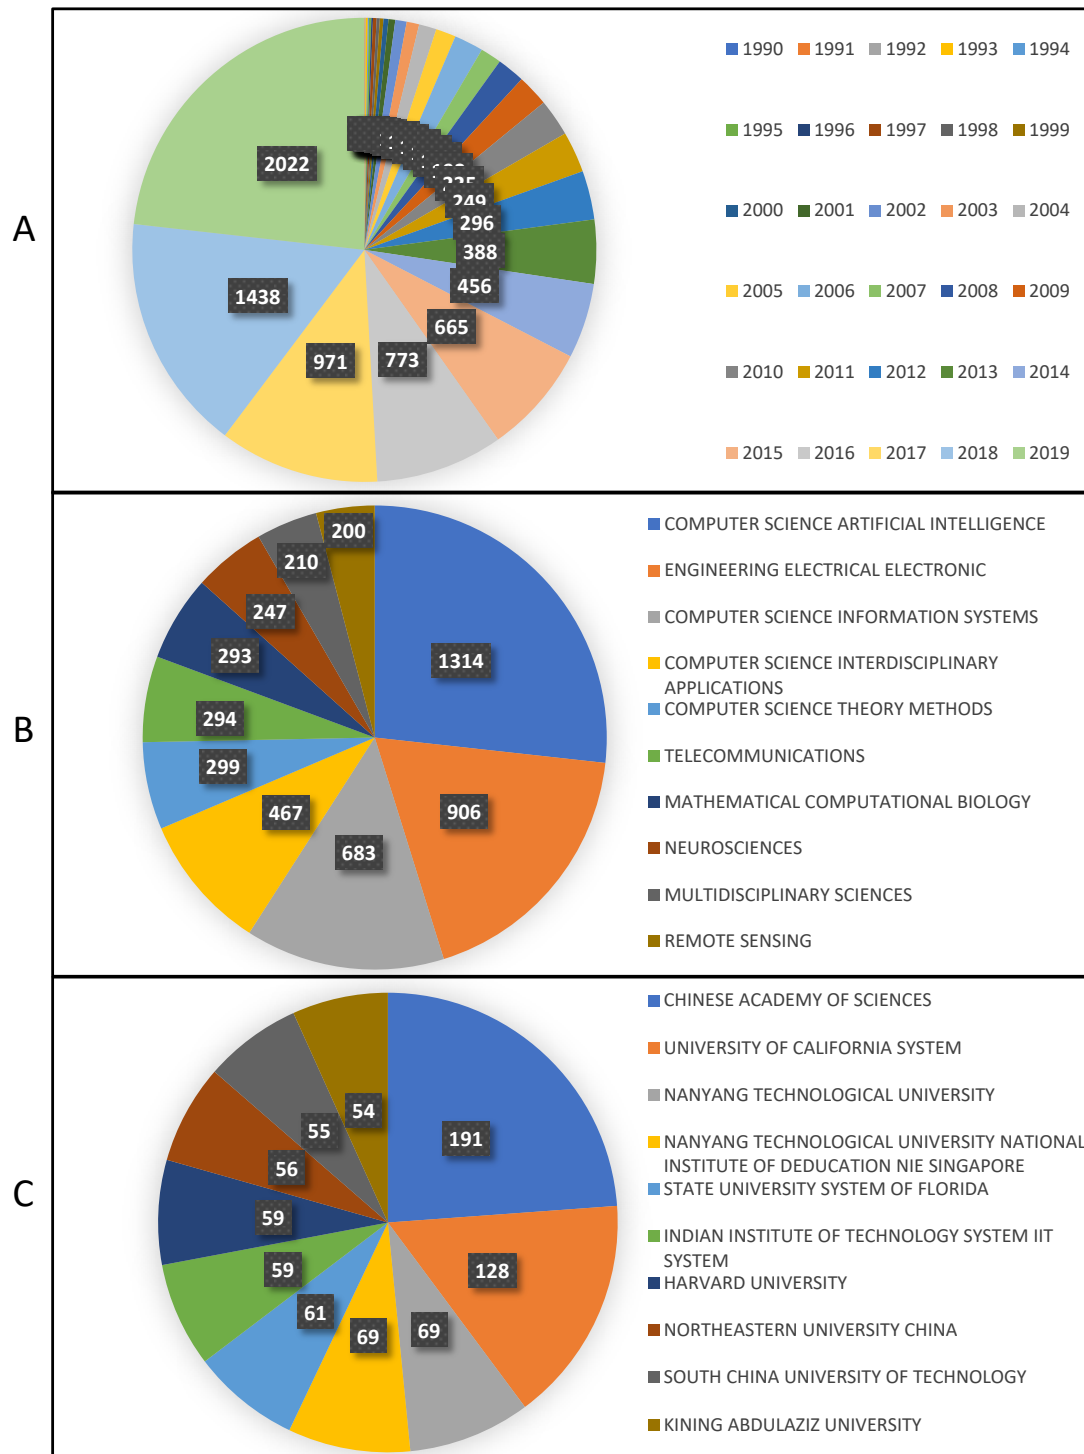 A
2022
1438
971
773
665
456
388
296
249
1990 1991 1992 1993 1994
1995 1996 1997 1998 1999
2000 2001 2002 2003 2004
2005 2006 2007 2008 2009
2010 2011 2012 2013 2014
2015 2016 2017 2018 2019
B
200
210
247
293
294
299
467
683
906
1314
COMPUTER SCIENCE ARTIFICIAL INTELLIGENCE
ENGINEERING ELECTRICAL ELECTRONIC
COMPUTER SCIENCE INFORMATION SYSTEMS
COMPUTER SCIENCE INTERDISCIPLINARY
APPLICATIONS
COMPUTER SCIENCE THEORY METHODS
TELECOMMUNICATIONS
MATHEMATICAL COMPUTATIONAL BIOLOGY
NEUROSCIENCES
MULTIDISCIPLINARY SCIENCES
REMOTE SENSING
C
54
55
56
59
59
61
69
69
128
191
CHINESE ACADEMY OF SCIENCES
UNIVERSITY OF CALIFORNIA SYSTEM
NANYANG TECHNOLOGICAL UNIVERSITY
NANYANG TECHNOLOGICAL UNIVERSITY NATIONAL
INSTITUTE OF DEDUCATION NIE SINGAPORE
STATE UNIVERSITY SYSTEM OF FLORIDA
INDIAN INSTITUTE OF TECHNOLOGY SYSTEM IIT
SYSTEM
HARVARD UNIVERSITY
NORTHEASTERN UNIVERSITY CHINA
SOUTH CHINA UNIVERSITY OF TECHNOLOGY
KINING ABDULAZIZ UNIVERSITY